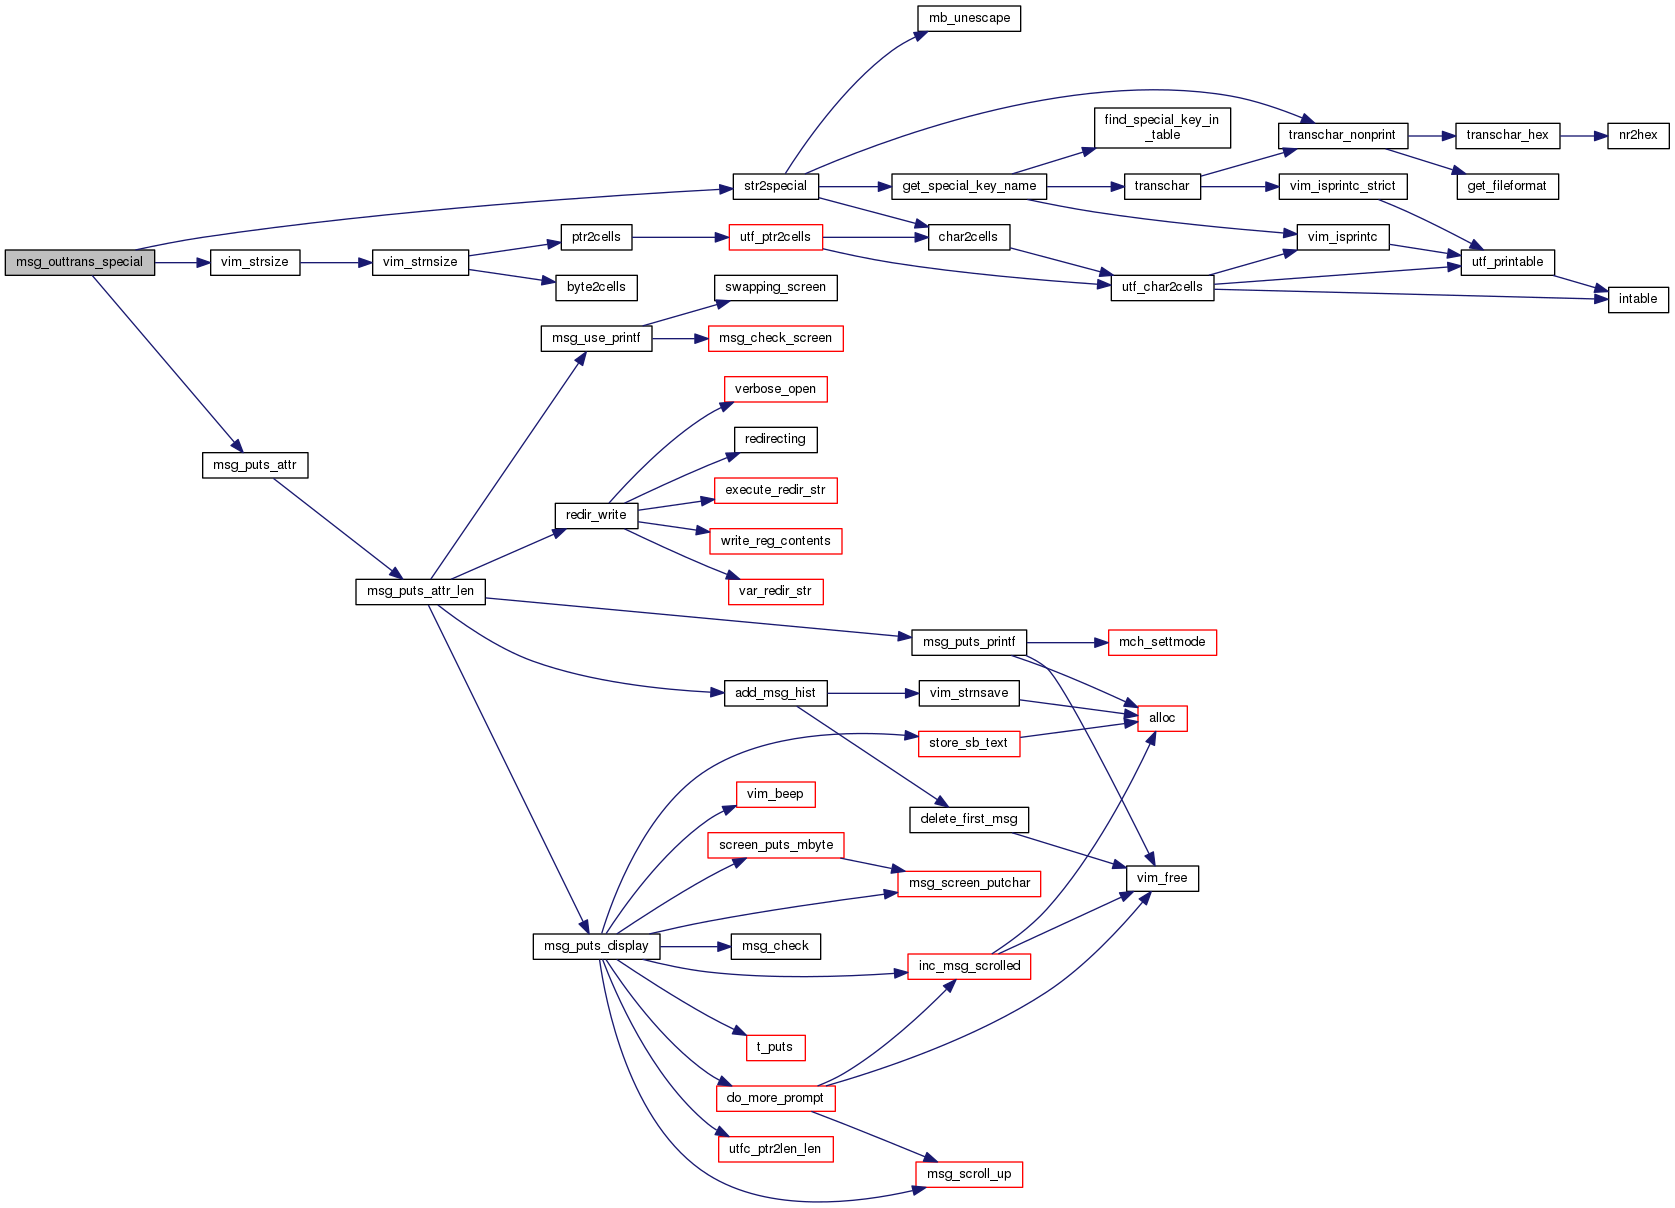 mb_unescape
find_special_key_in
_table
transchar_nonprint
transchar_hex
nr2hex
str2special
get_special_key_name
transchar
vim_isprintc_strict
get_fileformat
msg_outtrans_special
vim_strsize
vim_strnsize
ptr2cells
utf_ptr2cells
char2cells
vim_isprintc
utf_printable
byte2cells
swapping_screen
utf_char2cells
intable
msg_use_printf
msg_check_screen
verbose_open
redirecting
msg_puts_attr
execute_redir_str
redir_write
write_reg_contents
msg_puts_attr_len
var_redir_str
msg_puts_printf
mch_settmode
add_msg_hist
vim_strnsave
alloc
store_sb_text
vim_beep
delete_first_msg
screen_puts_mbyte
msg_screen_putchar
vim_free
msg_puts_display
msg_check
inc_msg_scrolled
t_puts
do_more_prompt
utfc_ptr2len_len
msg_scroll_up